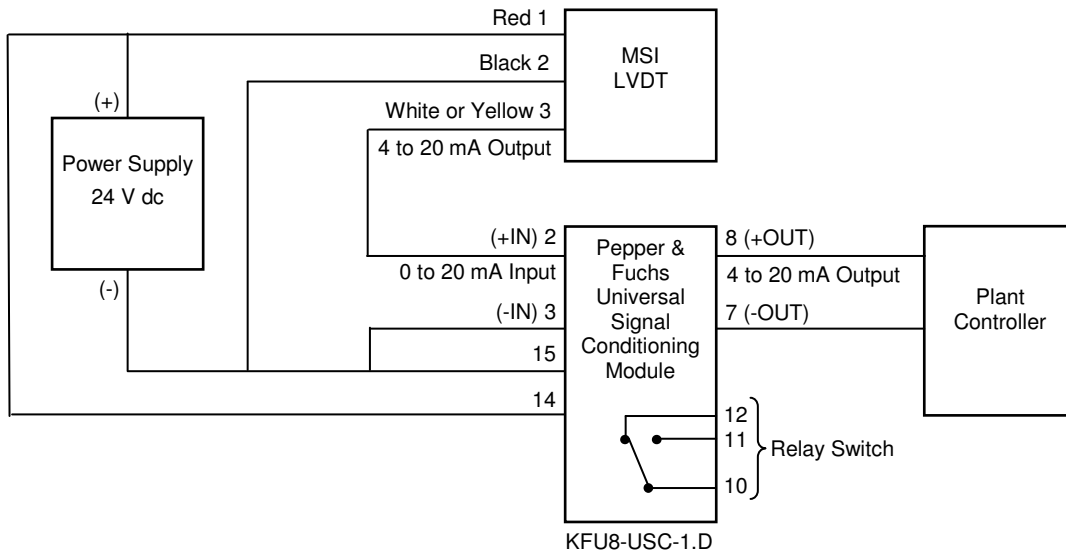 Red 1
Black 2
White or Yellow 3
4 to 20 mA Output
MSI
LVDT
(+)
Power Supply
24 V dc
(-)
(+IN) 2
0 to 20 mA Input
(-IN) 3
15
14
Pepper &
Fuchs
Universal
Signal
Conditioning
Module
8 (+OUT)
4 to 20 mA Output
7 (-OUT)
Plant
Controller
12
11
10
Relay Switch
KFU8-USC-1.D